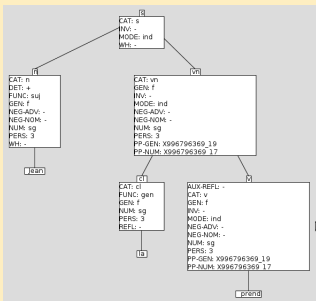 s
CAT: s
INV: -
MODE: ind
WH: -
n
CAT: n
DET: +
FUNC: suj
GEN: f
NEG-ADV: -
NEG-NOM: -
NUM: sg
PERS: 3
WH: -
_Jean
vn
CAT: vn
GEN: f
INV: -
MODE: ind
NEG-ADV: -
NEG-NOM: -
NUM: sg
PERS: 3
PP-GEN: X996796369_19
PP-NUM: X996796369_17
cl
CAT: cl
FUNC: gen
GEN: f
NUM: sg
PERS: 3
REFL: -
la
v
AUX-REFL: -
CAT: v
GEN: f
INV: -
MODE: ind
NEG-ADV: -
NEG-NOM: -
NUM: sg
PERS: 3
PP-GEN: X996796369_19
PP-NUM: X996796369_17
_prend